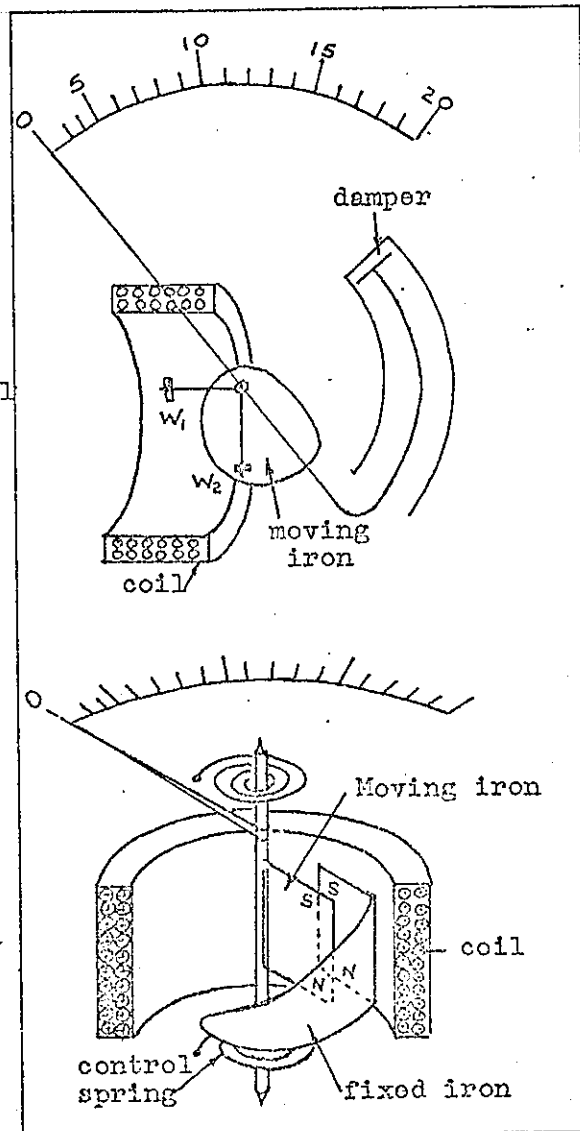 0 5 10 15 20
damper
l
W1
W2
moving
iron
coil
0
Moving iron
S S
coil
N N
control
spring
fixed iron